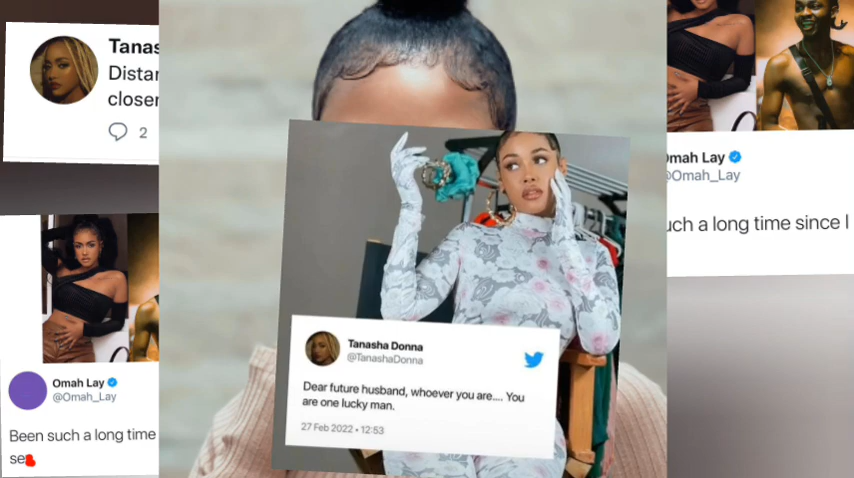 Tanas
Distan
closer
2
Omah Lay
@Omah_Lay
Been such a long time
se
Tanasha Donna
@TanashaDonna
Dear future husband, whoever you are.... You
are one lucky man.
27 Feb 2022 • 12:53
Omah Lay
@Omah_Lay
uch a long time since I